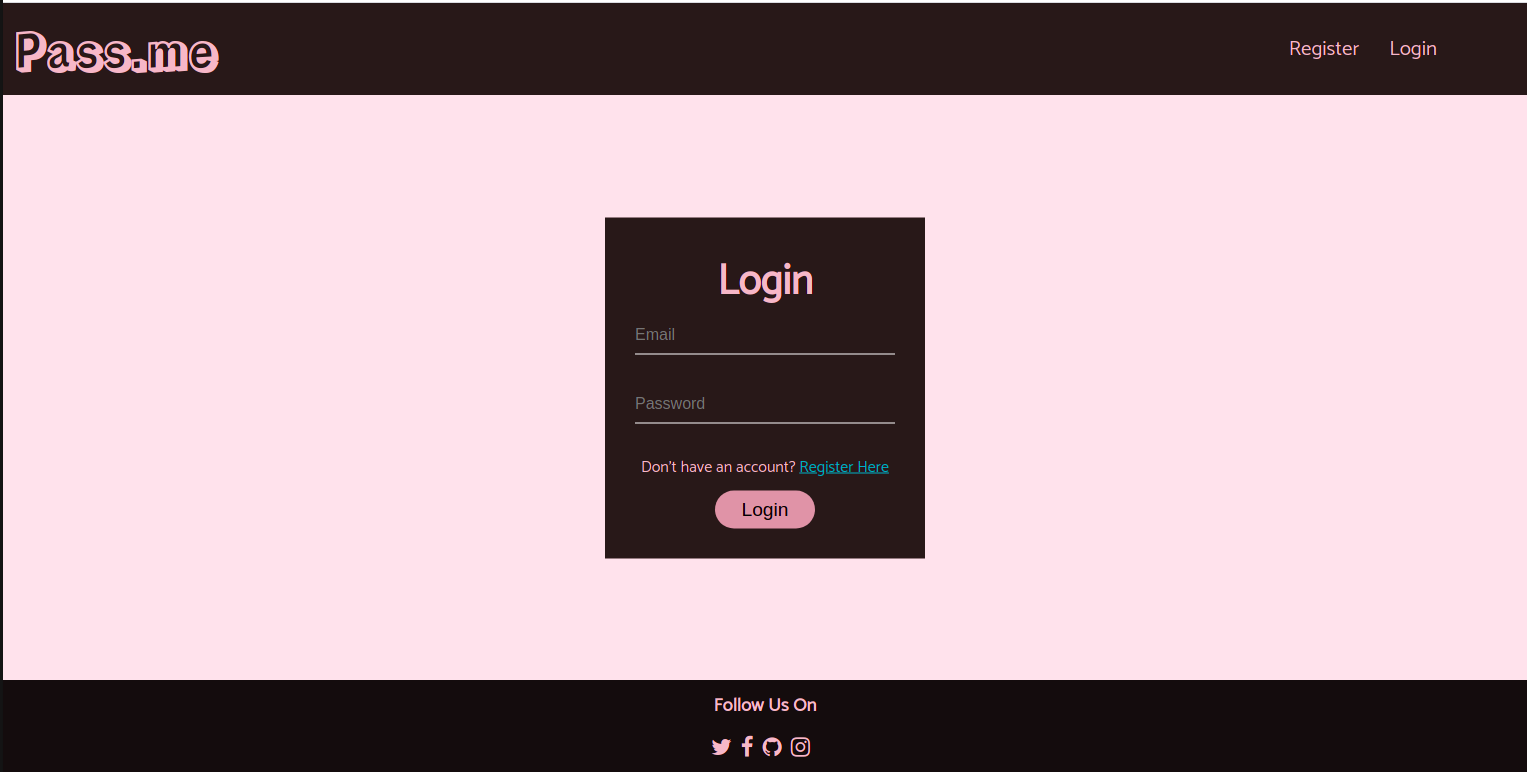 Pass.me
Register Login
Login
Email
Password
Don't have an account? Register Here
Login
Follow Us On